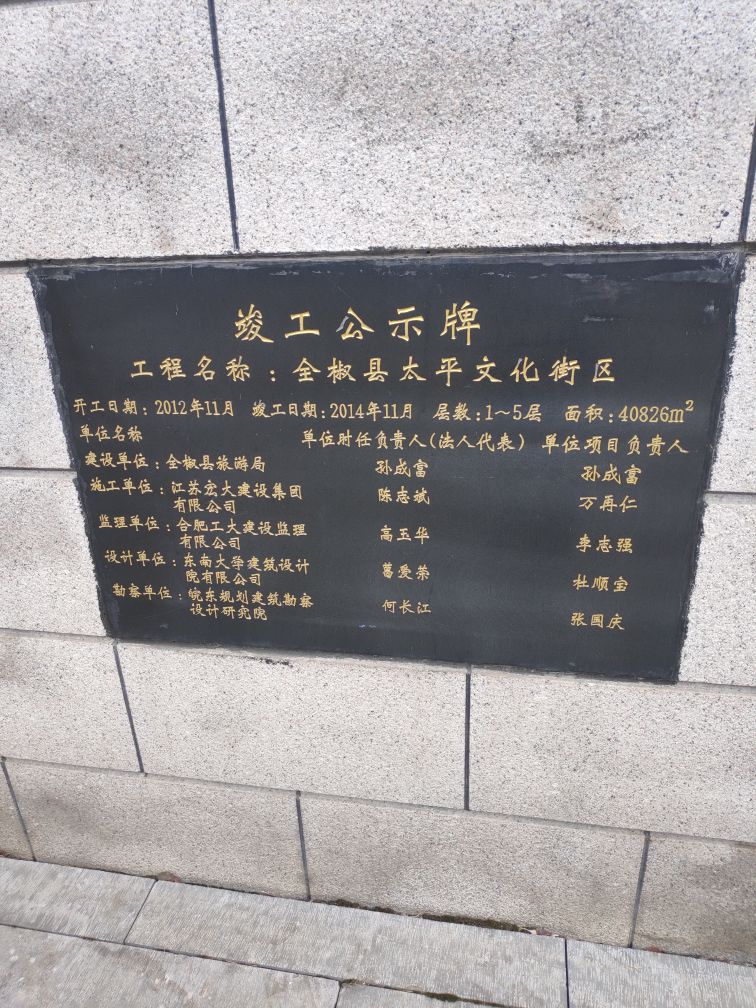 竣工公示牌
工程名称：全椒县太平文化街区
开工日期：2012年11月 竣工日期：2014年11月 层数：1~5层 面积：40826m²
单位名称 单位时任负责人(法人代表) 单位项目负责人
建设单位：全椒县旅游局 孙成富 孙成富
施工单位：江苏宏大建设集团 陈志斌 万再仁
有限公司
监理单位：合肥工大建设监理 高玉华 李志强
有限公司
设计单位：东南大学建筑设计 葛爱荣 杜顺宝
院有限公司
勘察单位：皖东规划建筑勘察 何长江 张国庆
设计研究院